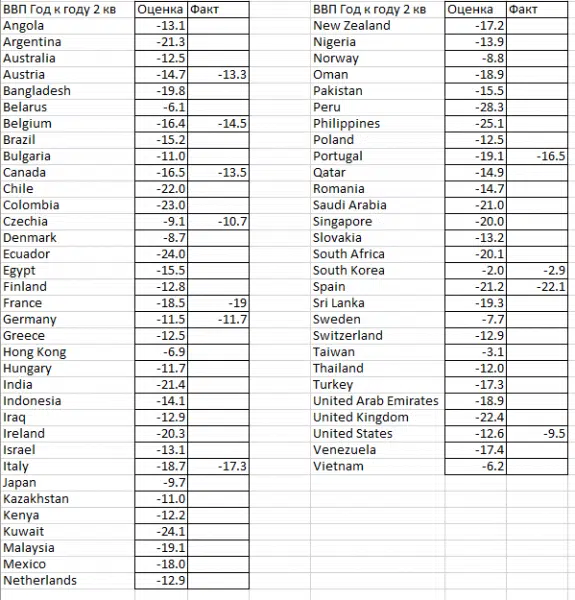 ВВП Год к году 2 кв Оценка Факт
Angola -13.1
Argentina -21.3
Australia -12.5
Austria -14.7 -13.3
Bangladesh -19.8
Belarus -6.1
Belgium -16.4 -14.5
Brazil -15.2
Bulgaria -11.0
Canada -16.5 -13.5
Chile -22.0
Colombia -23.0
Czechia -9.1 -10.7
Denmark -8.7
Ecuador -24.0
Egypt -15.5
Finland -12.8
France -18.5 -19
Germany -11.5 -11.7
Greece -12.5
Hong Kong -6.9
Hungary -11.7
India -21.4
Indonesia -14.1
Iraq -12.9
Ireland -20.3
Israel -13.1
Italy -18.7 -17.3
Japan -9.7
Kazakhstan -11.0
Kenya -12.2
Kuwait -24.1
Malaysia -19.1
Mexico -18.0
Netherlands -12.9
ВВП Год к году 2 кв Оценка Факт
New Zealand -17.2
Nigeria -13.9
Norway -8.8
Oman -18.9
Pakistan -15.5
Peru -28.3
Philippines -25.1
Poland -12.5
Portugal -19.1 -16.5
Qatar -14.9
Romania -14.7
Saudi Arabia -21.0
Singapore -20.0
Slovakia -13.2
South Africa -20.1
South Korea -2.0 -2.9
Spain -21.2 -22.1
Sri Lanka -19.3
Sweden -7.7
Switzerland -12.9
Taiwan -3.1
Thailand -12.0
Turkey -17.3
United Arab Emirates -18.9
United Kingdom -22.4
United States -12.6 -9.5
Venezuela -17.4
Vietnam -6.2